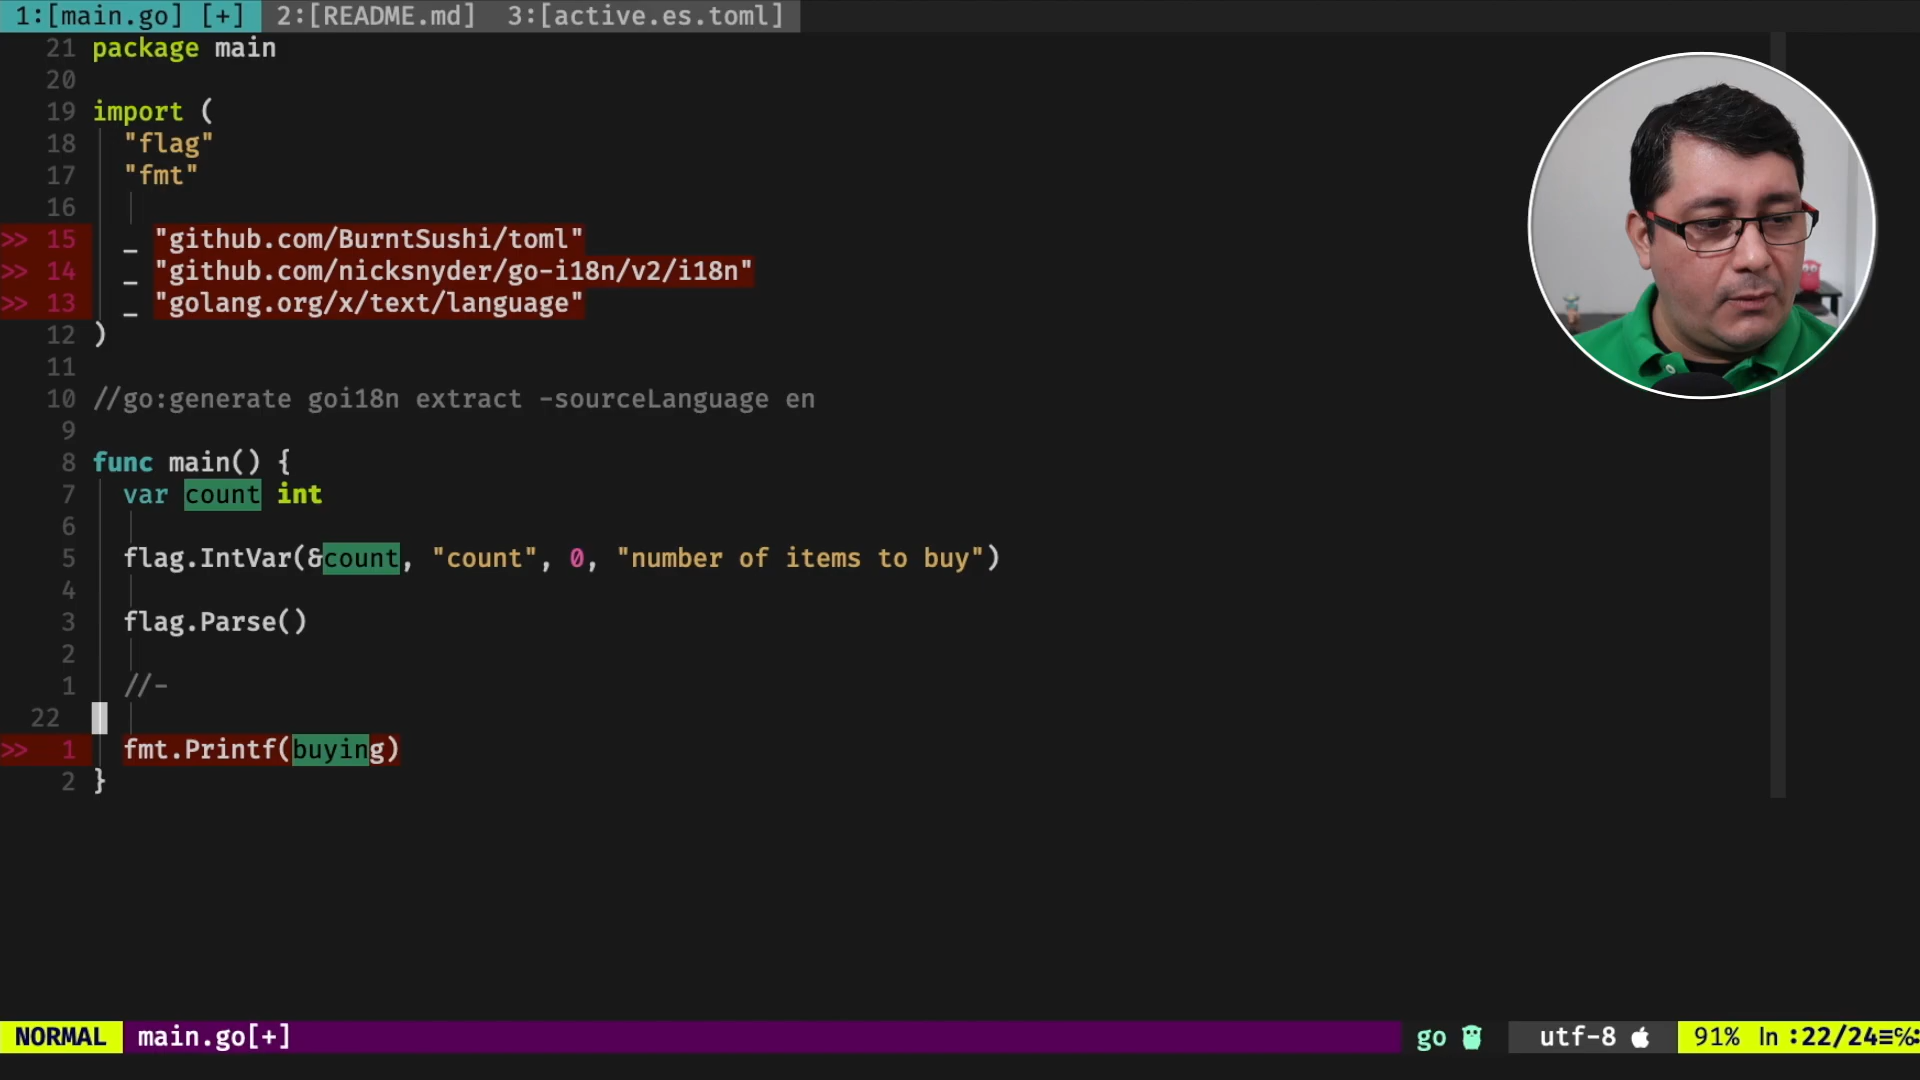 1:[main.go] [+] 2:[README.md] 3:[active.es.toml]
21 package main
20
19 import (
18 "flag"
17 "fmt"
16
>> 15 _ "github.com/BurntSushi/toml"
>> 14 _ "github.com/nicksnyder/go-i18n/v2/i18n"
>> 13 _ "golang.org/x/text/language"
12 )
11
10 //go:generate goi18n extract -sourceLanguage en
9
8 func main() {
7 var count int
6
5 flag.IntVar(&count, "count", 0, "number of items to buy")
4
3 flag.Parse()
2
1 //-
22
>> 1 fmt.Printf(buying)
2 }
NORMAL main.go[+] go utf-8 91% ln :22/24≡℅: